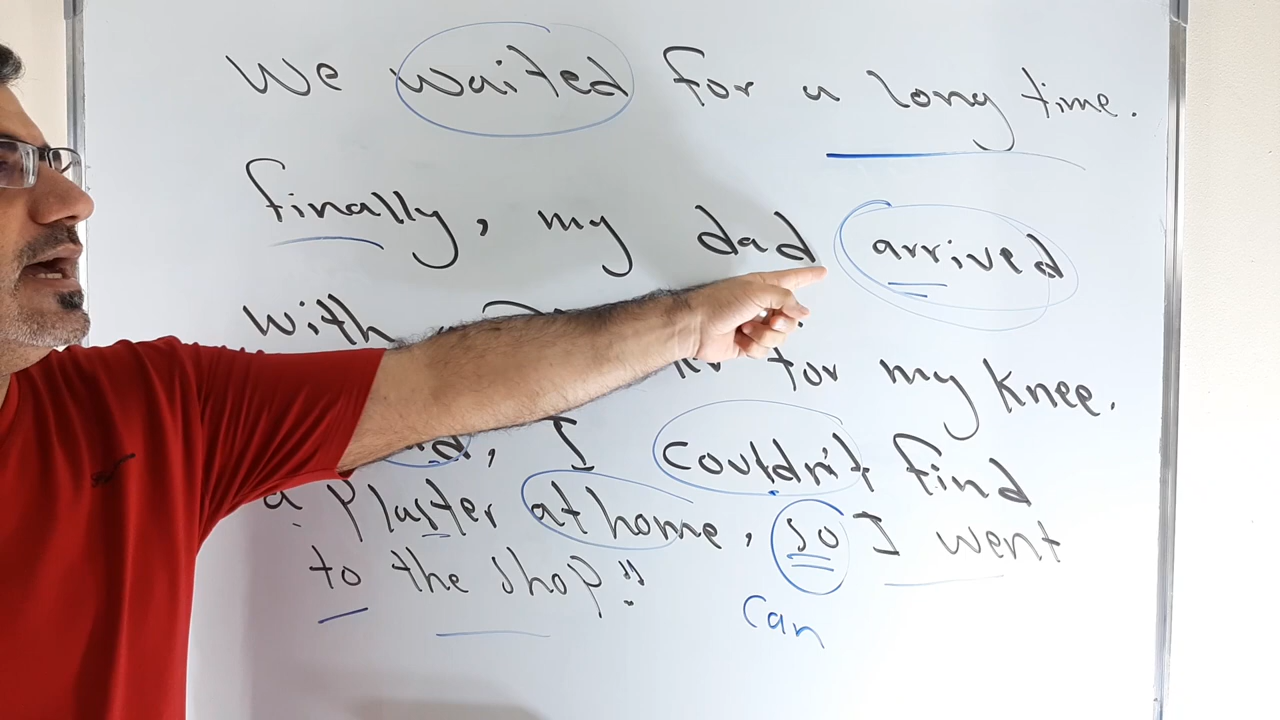 We waited for a long time.
finally, my dad arrived
with
for my knee.
, I couldn't find
a plaster at home, so I went
to the shop!!
can